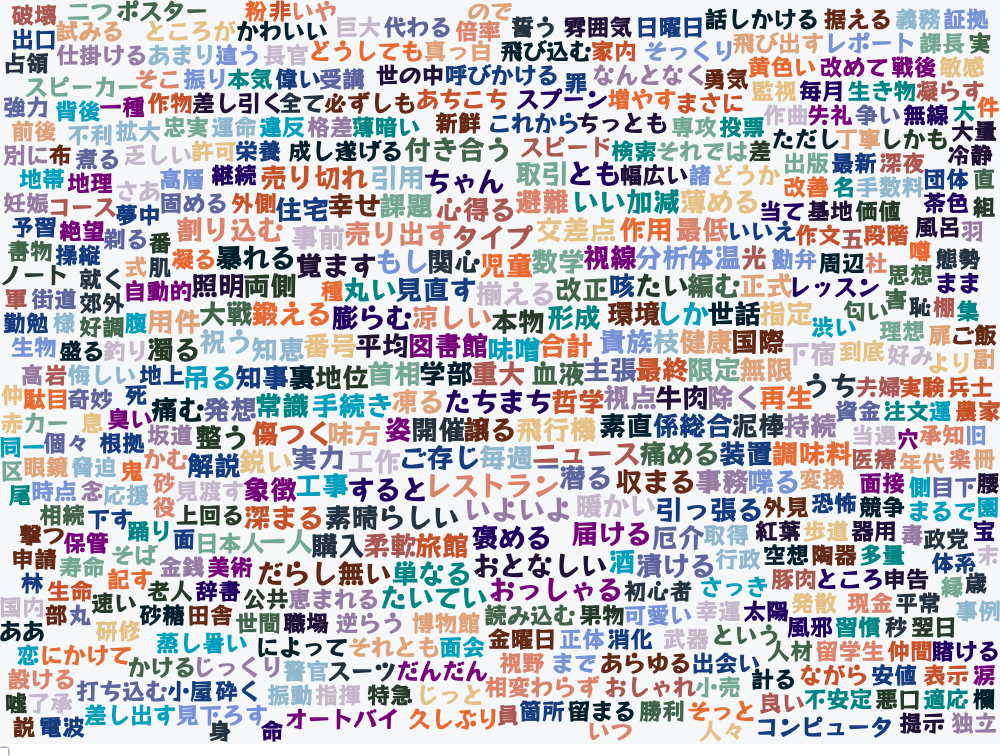 破壊 二つ ポスター 粉 非 いや ので
出口 試みる ところが かわいい 巨大 代わる 倍率 誓う 雰囲気 日曜日 話しかける 据える 義務 証拠
占領 仕掛ける あまり 違う 長官 どうしても 真っ白 飛び込む 家内 そっくり 飛び出す レポート 課長 実
スピーカー そこ 振り 本気 偉い 受講 世の中 呼びかける 罪 なんとなく 勇気 黄色い 改めて 戦後 敏感
強力 背後 一種 作物 差し引く 全て 必ずしも あちこち スプーン 増やす まさに 監視 毎月 生き物 凝らす
前後 不利 拡大 忠実 運命 違反 格差 薄暗い 新鮮 これから ちっとも 専攻 投票 作曲 失礼 争い 無線 大 件
別に 布 煮る 乏しい 許可 栄養 成し遂げる 付き合う スピード 検索 それでは 差 ただし 丁寧 しかも 大量
地帯 地理 さあ 高層 継続 売り切れ 引用 ちゃん 取引 とも 幅広い 諸 どうか 出版 最新 深夜 冷静
妊娠 コース 夢中 直 固める 外側 住宅 幸せ 課題 心得る 避難 いい加減 薄める 改善 名 手数料 団体 直
予留 絶望 剃る 番 割り込む 事前 売り出す タイプ 交差点 作用 最低 いいえ 当て 基地 価値 茶色 組
書物 操縦 式 肌 凝る 暴れる 覚ます もし 関心 児童 数学 視線 分析 体温 光 勘弁 作文 五 段階 風呂 羽
ノート 就く 自動的 照明 両側 種 丸い 見直す 揃える 改正 咳 たい 編む 正式 レッスン 周辺 社 噂 思想 態勢 まま
軍 街道 郊外 大戦 鍛える 膨らむ 涼しい 本物 形成 環境 しか 世話 指定 匂い 害 恥 棚 集
勤勉 様 好調 腹 用件 祝う 知恵 番号 平均 図書館 味噌 合計 貴族 枝 健康 国際 渋い 理想 扉 ご飯
生物 盛る 釣り 濁る 下宿 到底 好み より 副
高 岩 悔しい 地上 吊る 知事 裏 地位 首相 学部 重大 血液 主張 最終 限定 無限
仲 駄目 奇妙 死 痛む 発想 常識 手続き 凍る たちまち 哲学 視点 牛肉 除く 再生 うち 夫婦 実験 兵士
赤 カー 息 臭い 坂道 整う 傷つく 味方 姿 開催 譲る 飛行機 素直 係 総合 泥棒 持続 資金 注文 運 農家
同一 個々 根拠 かむ 解説 鋭い 実力 工作 ご存じ 毎週 ニュース 痛める 装置 調味料 当選 穴 承知 旧
区 眼鏡 脅迫 鬼 砂 見渡す 象徴 工事 すると レストラン 潜る 収まる 事務 喋る 変換 医療 年代 楽 冊
尾 時点 念 応援 役 上回る 深まる 素晴らしい いよいよ 暖かい 引っ張る 外見 恐怖 面接 側 目下 腰
相続 下す 踊り 面 日本人 一人 購入 柔軟 旅館 褒める 届ける 厄介 取得 紅葉 歩道 競争 器用 まるで 園
撃つ 保管 そば 金銭 美術 だらし無い 単なる おとなしい 酒 漬ける 行政 空想 陶器 多量 毒 政党 宝
申請 寿命 記す 老人 辞書 公共 恵まれる たいてい おっしゃる 初心者 さっき 豚肉 ところ 申告 体系 末
林 生命 速い 砂糖 田舎 世間 職場 逆らう 博物館 読み込む 果物 可愛い 幸運 太陽 発散 現金 平常 縁 歳
国内 部 丸 研修 蒸し暑い によって それとも 面会 金曜日 正体 消化 武器 という 風邪 習慣 秒 翌日 事例
ああ 恋 にかけて かける じっくり 警官 スーツ だんだん 視野 まで あらゆる 出会い 人材 留学生 仲間 賭ける
設ける 打ち込む 小屋 砕く 振動 指揮 特急 じっと 相変わらず おしゃれ 小売 計る ながら 安値 表示 涙
嘘 了承 差し出す 見下ろす 久しぶり 員 箇所 留まる 勝利 そっと 良い 不安定 悪口 適応 欄
説 電波 身 命 オートバイ いつ 人々 コンピュータ 提示 独立